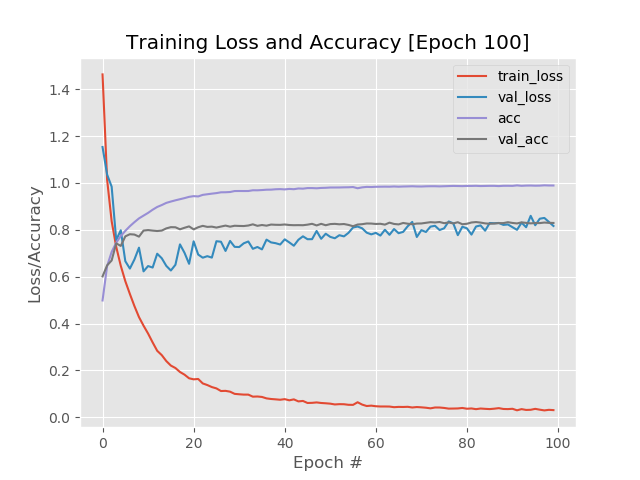 Training Loss and Accuracy [Epoch 100]
train_loss
val_loss
acc
val_acc
Loss/Accuracy
1.4
1.2
1.0
0.8
0.6
0.4
0.2
0.0
0 20 40 60 80 100
Epoch #